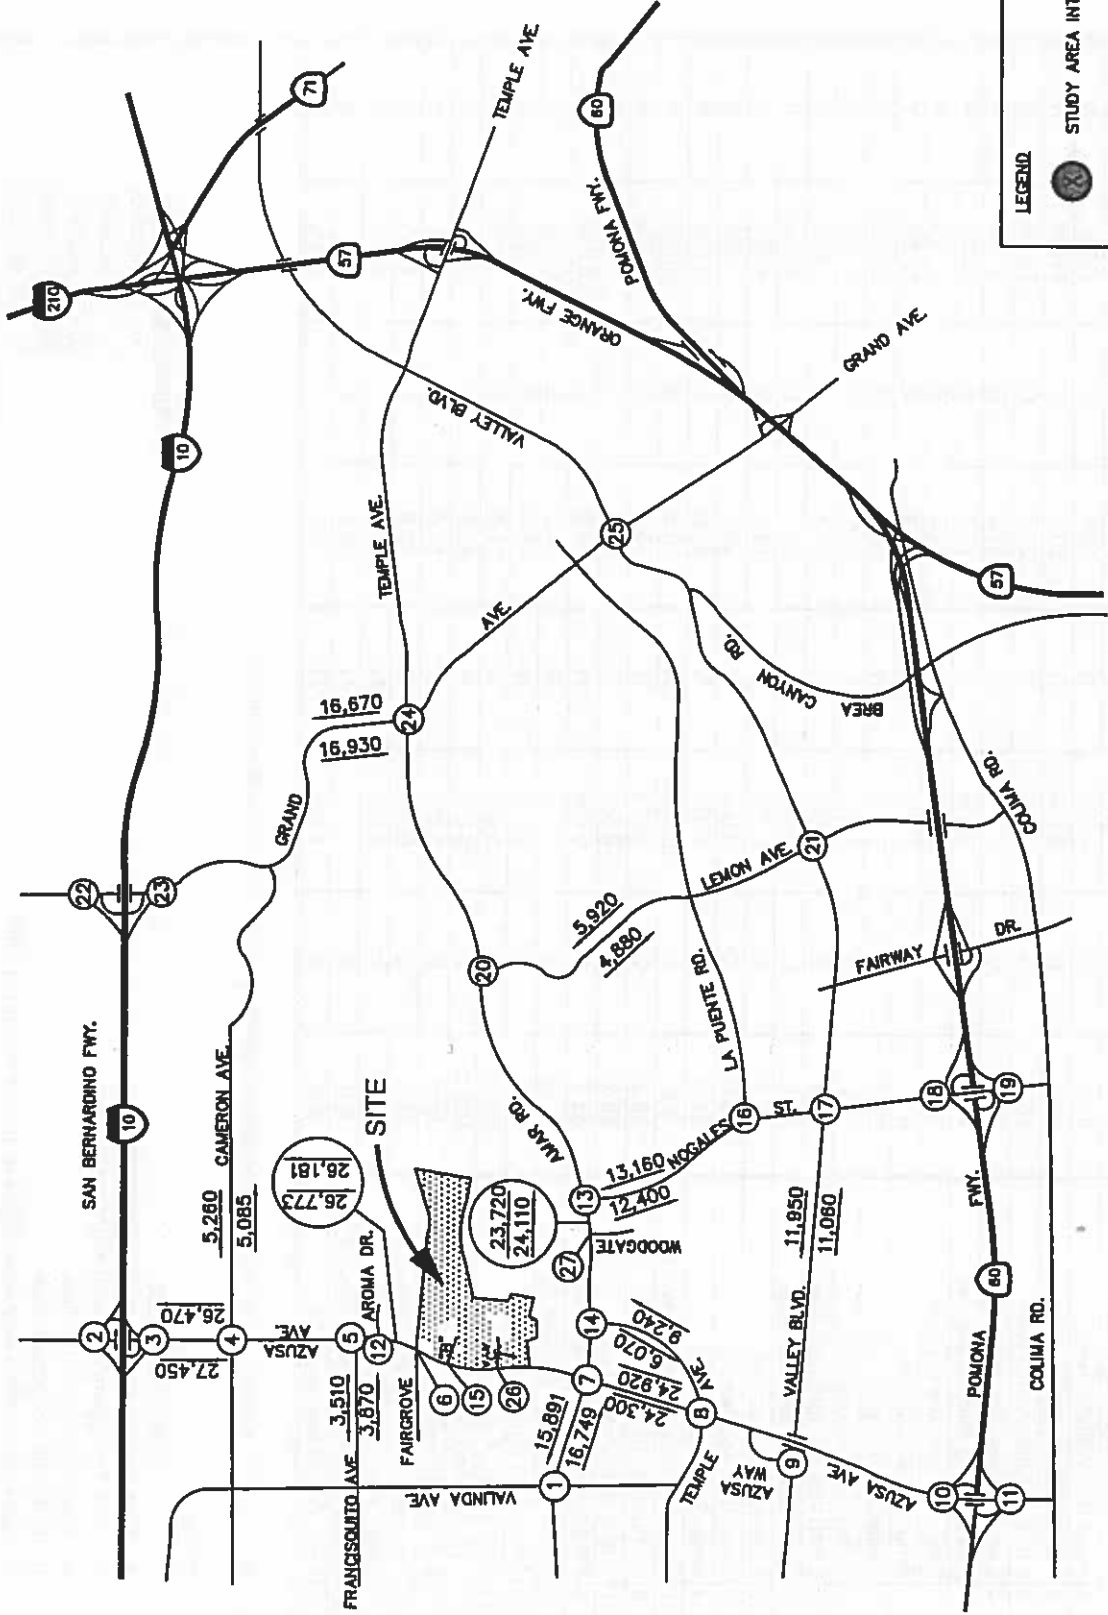 210
71
TEMPLE AVE.
60
POMONA FWY.
LEGEND
X
STUDY AREA INT
57
ORANGE FWY.
GRAND AVE.
VALLEY BLVD.
10
TEMPLE AVE.
25
57
AVE.
16,670
16,930
24
CANYON RD.
BREA
GRAND
COLIMA RD.
22
23
21
LEMON AVE.
5,920
4,880
20
FAIRWAY DR.
LA PUENTE RD.
SAN BERNARDINO FWY.
10
CAMERON AVE.
5,260
5,085
SITE
26,181
26,773
AMAR RD.
13
13,160
12,400
NOGALES ST.
16
17
18
19
23,720
24,110
WOODGATE
27
11,950
11,060
FWY.
60
POMONA
COLIMA RD.
2
3
26,470
27,450
4
AZUSA AVE.
5
AROMA DR.
12
3,510
3,870
FAIRGROVE
6
15
26
14
9,240
6,070
7
24,920
24,300
AVE.
8
VALLEY BLVD.
15,891
16,749
1
VALINDA AVE.
FRANCISQUITO AVE.
TEMPLE
AZUSA WAY
9
AZUSA AVE.
10
11